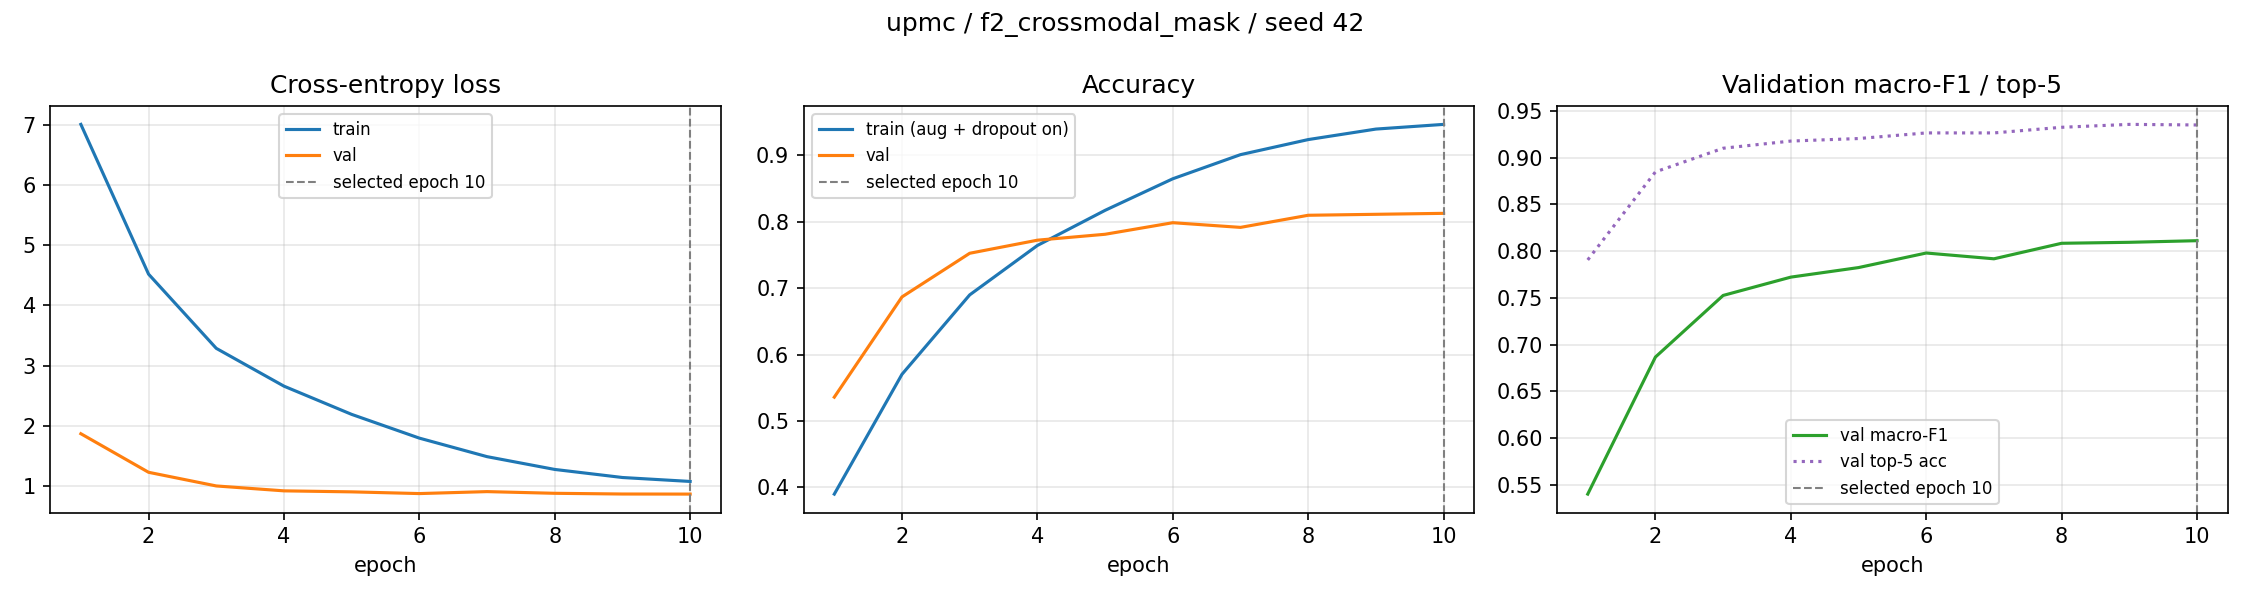 upmc / f2_crossmodal_mask / seed 42
Cross-entropy loss
7
6
5
4
3
2
1
train
val
selected epoch 10
2 4 6 8 10
epoch
Accuracy
0.9
0.8
0.7
0.6
0.5
0.4
train (aug + dropout on)
val
selected epoch 10
2 4 6 8 10
epoch
Validation macro-F1 / top-5
0.95
0.90
0.85
0.80
0.75
0.70
0.65
0.60
0.55
val macro-F1
val top-5 acc
selected epoch 10
2 4 6 8 10
epoch